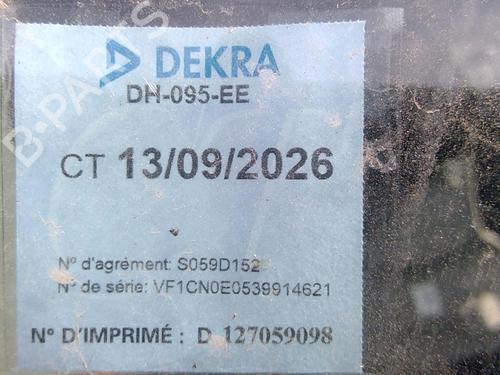 DEKRA
DH-095-EE
CT 13/09/2026
N° d'agrément: S059D152
N° de série: VF1CN0E0539914621
N° D'IMPRIMÉ : D 127059098
B-PARTS